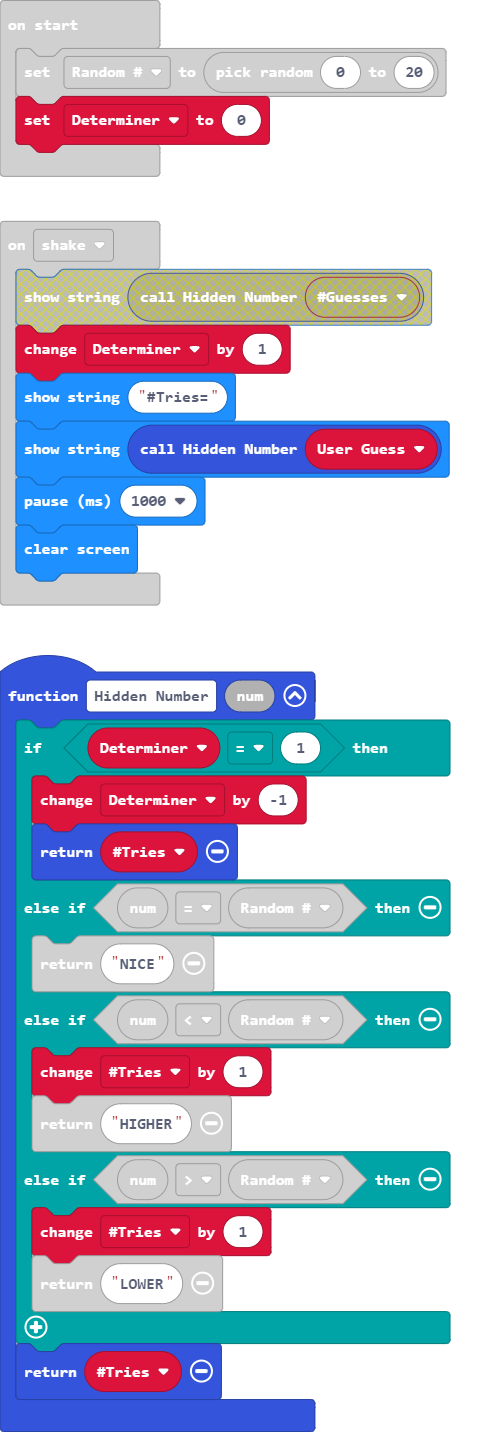 on start
set Random # to pick random 0 to 20
set Determiner to 0
on shake
show string call Hidden Number #Guesses
change Determiner by 1
show string "#Tries="
show string call Hidden Number User Guess
pause (ms) 1000
clear screen
function Hidden Number num
if Determiner = 1 then
change Determiner by -1
return #Tries
else if num = Random # then
return "NICE"
else if num < Random # then
change #Tries by 1
return "HIGHER"
else if num > Random # then
change #Tries by 1
return "LOWER"
return #Tries